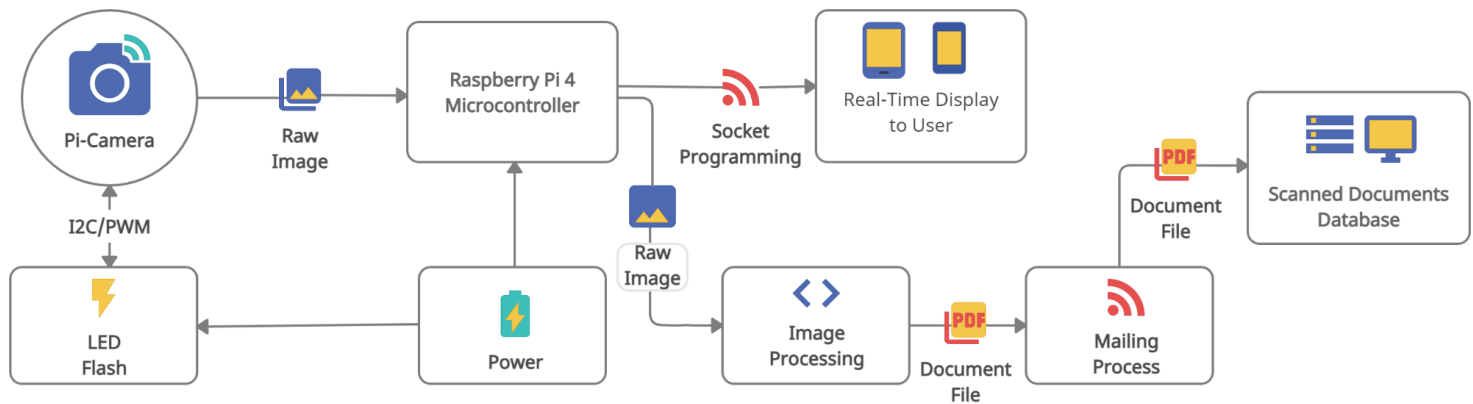 Pi-Camera
Raw
Image
Raspberry Pi 4
Microcontroller
Socket
Programming
Real-Time Display
to User
I2C/PWM
LED
Flash
Power
Raw
Image
Image
Processing
PDF
Document
File
Mailing
Process
PDF
Document
File
Scanned Documents
Database